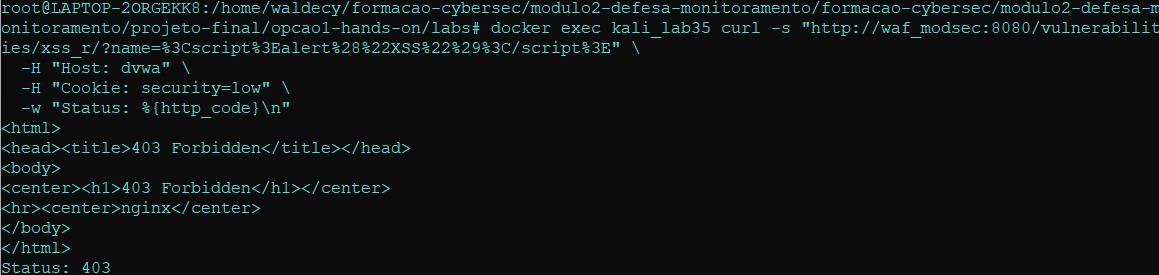 root@LAPTOP-2ORGEKK8:/home/waldecy/formacao-cybersec/modulo2-defesa-monitoramento/formacao-cybersec/modulo2-defesa-m
onitoramento/projeto-final/opcao1-hands-on/labs# docker exec kali_lab35 curl -s "http://waf_modsec:8080/vulnerabilit
ies/xss_r/?name=%3Cscript%3Ealert%28%22XSS%22%29%3C/script%3E" \
  -H "Host: dvwa" \
  -H "Cookie: security=low" \
  -w "Status: %{http_code}\n"
<html>
<head><title>403 Forbidden</title></head>
<body>
<center><h1>403 Forbidden</h1></center>
<hr><center>nginx</center>
</body>
</html>
Status: 403